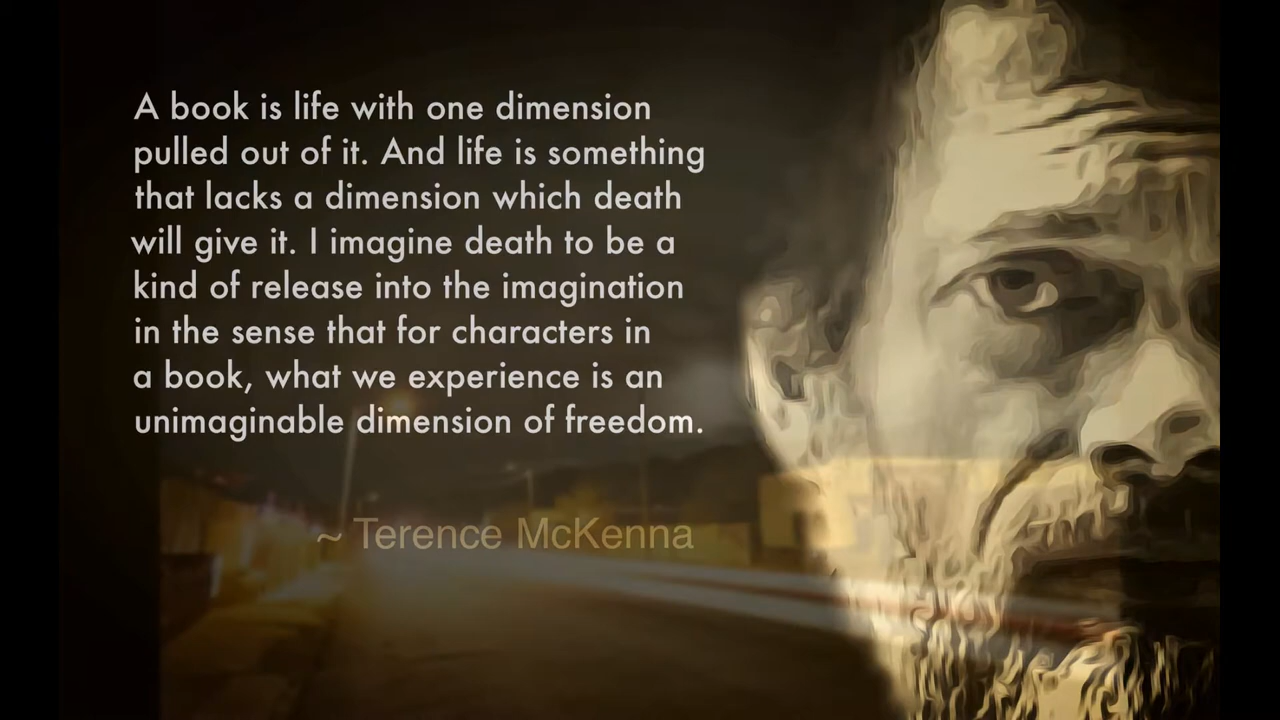 A book is life with one dimension
pulled out of it. And life is something
that lacks a dimension which death
will give it. I imagine death to be a
kind of release into the imagination
in the sense that for characters in
a book, what we experience is an
unimaginable dimension of freedom.
~ Terence McKenna